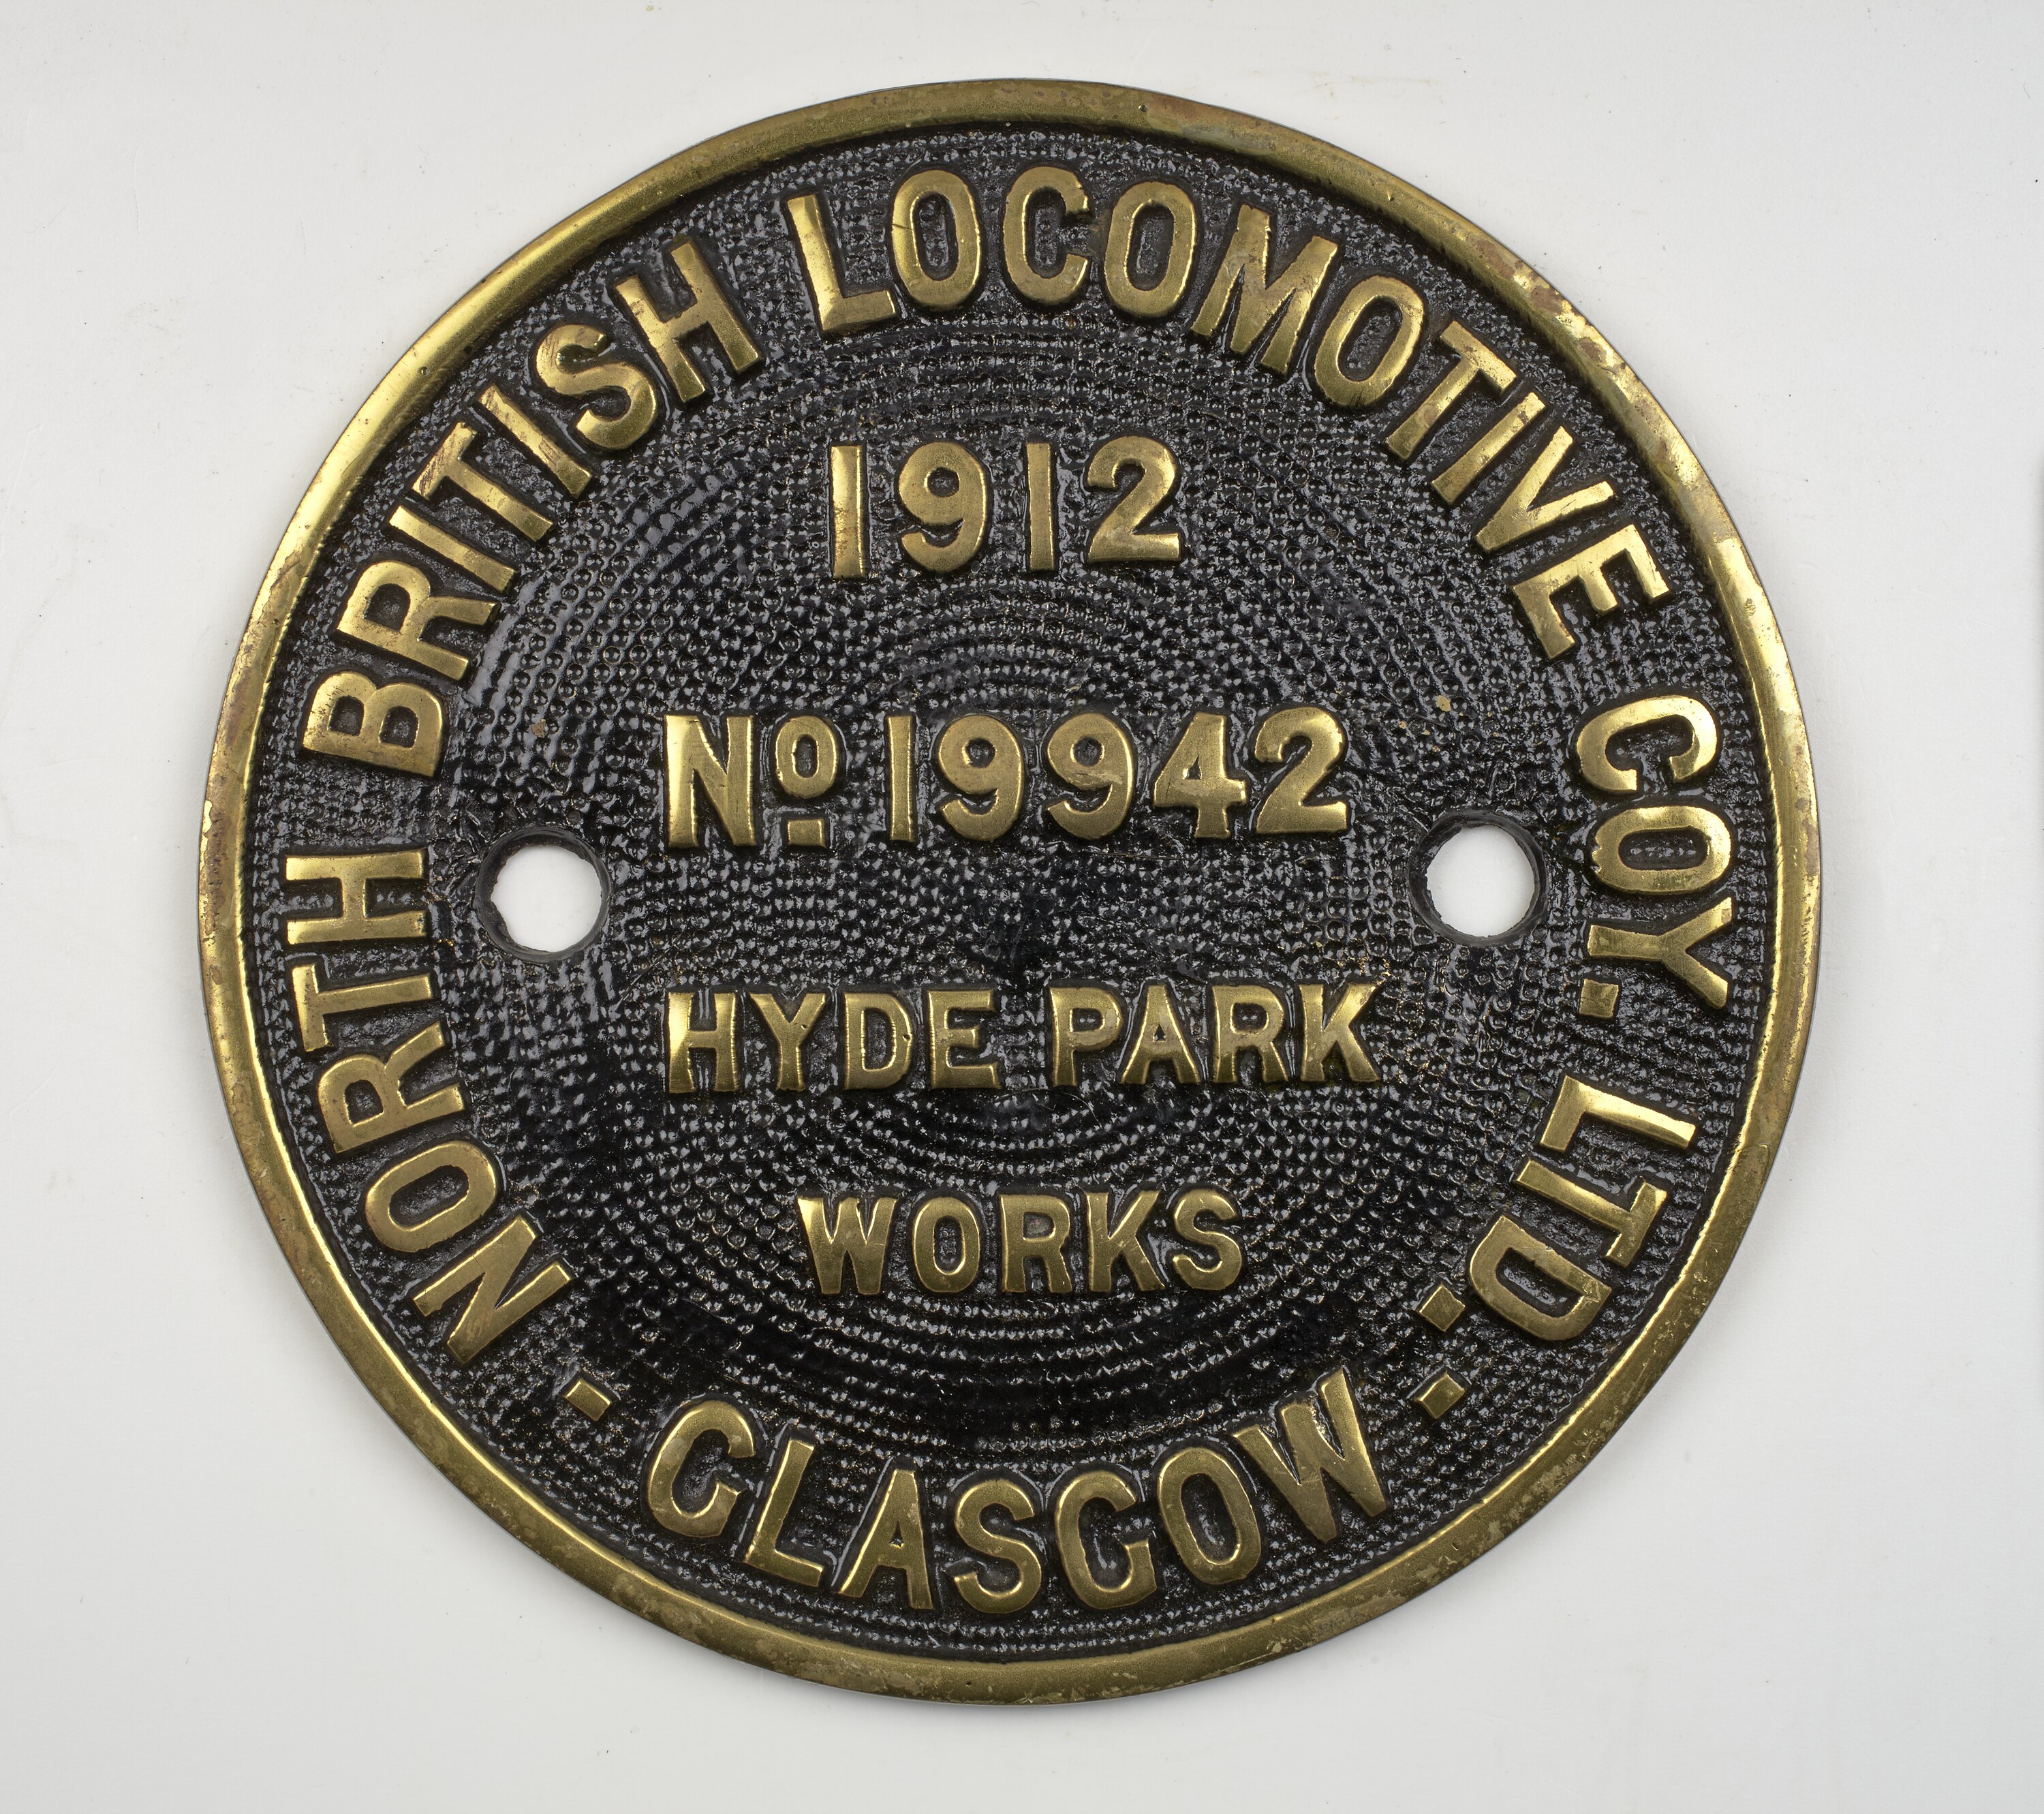 NORTH BRITISH LOCOMOTIVE COY. LTD.
1912
No. 19942
HYDE PARK
WORKS
· GLASGOW ·